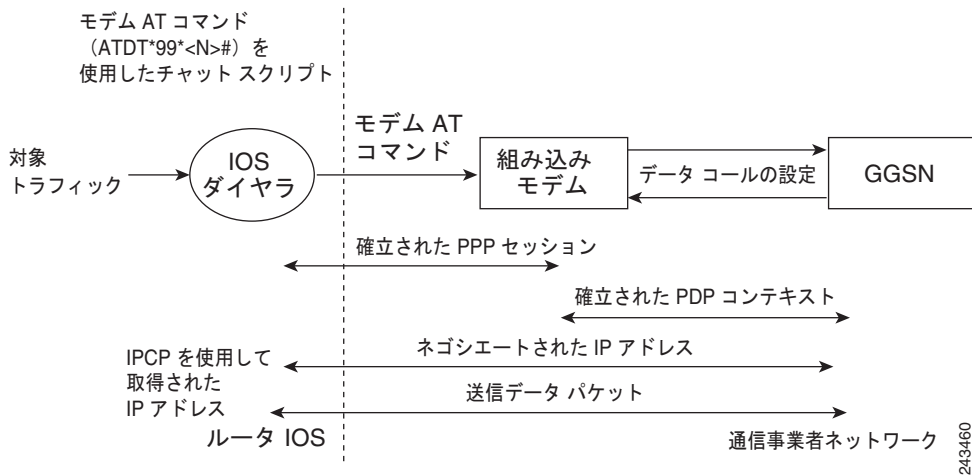 モデム AT コマンド
（ATDT*99*<N>#）を
使用したチャット スクリプト
対象
トラフィック
IOS
ダイヤラ
モデム AT
コマンド
組み込み
モデム
データ コールの設定
GGSN
確立された PPP セッション
確立された PDP コンテキスト
IPCP を使用して
取得された
IP アドレス
ネゴシエートされた IP アドレス
送信データ パケット
ルータ IOS
通信事業者ネットワーク
243460